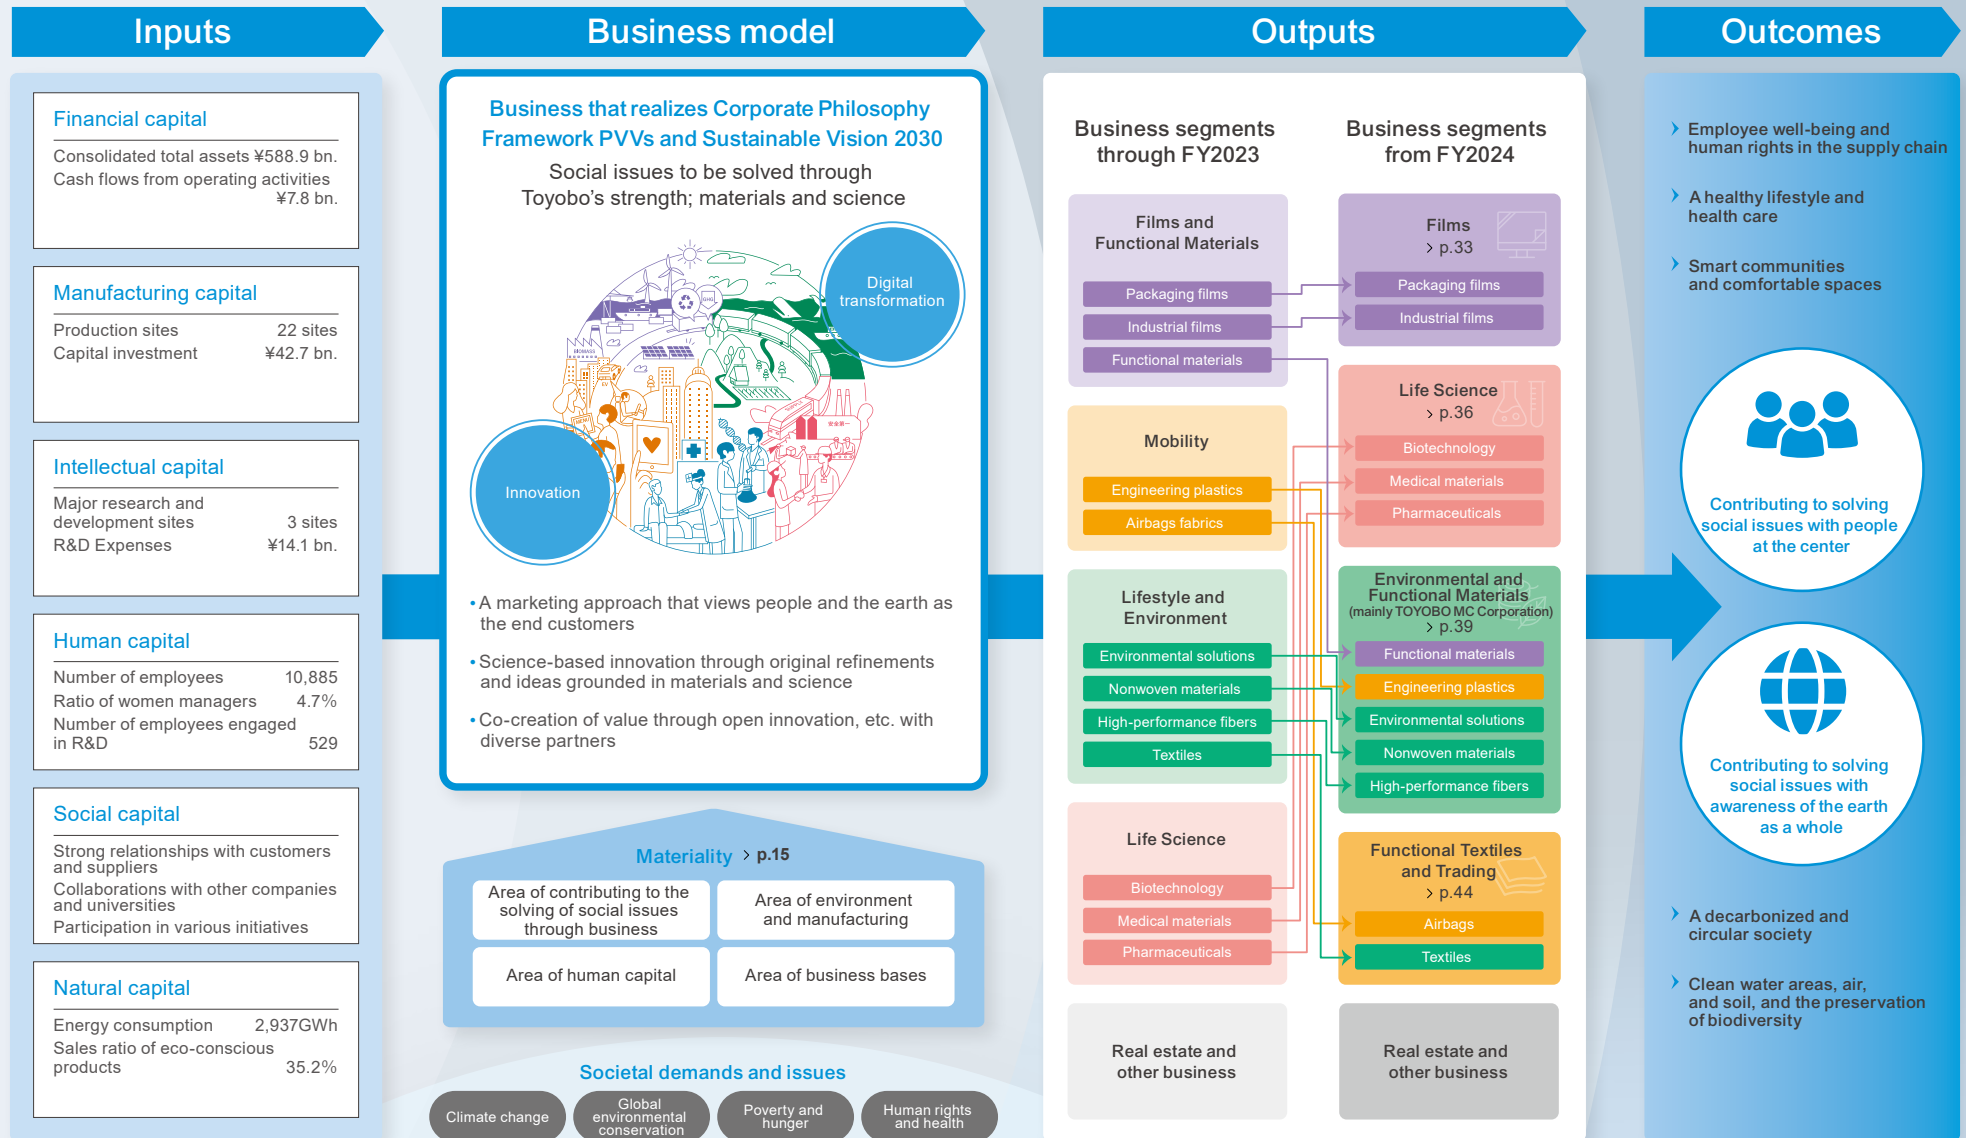 Inputs
Financial capital
Consolidated total assets ¥588.9 bn.
Cash flows from operating activities
¥7.8 bn.
Manufacturing capital
Production sites 22 sites
Capital investment ¥42.7 bn.
Intellectual capital
Major research and
development sites 3 sites
R&D Expenses ¥14.1 bn.
Human capital
Number of employees 10,885
Ratio of women managers 4.7%
Number of employees engaged
in R&D 529
Social capital
Strong relationships with customers
and suppliers
Collaborations with other companies
and universities
Participation in various initiatives
Natural capital
Energy consumption 2,937GWh
Sales ratio of eco-conscious
products 35.2%
Business model
Business that realizes Corporate Philosophy
Framework PVVs and Sustainable Vision 2030
Social issues to be solved through
Toyobo's strength; materials and science
Digital
transformation
GHG
BIOMASS
EV
MENU
安全第一
Innovation
•A marketing approach that views people and the earth as
the end customers
•Science-based innovation through original refinements
and ideas grounded in materials and science
•Co-creation of value through open innovation, etc. with
diverse partners
Materiality > p.15
Area of contributing to the
solving of social issues
through business
Area of environment
and manufacturing
Area of human capital
Area of business bases
Societal demands and issues
Climate change
Global
environmental
conservation
Poverty and
hunger
Human rights
and health
Outputs
Business segments
through FY2023
Films and
Functional Materials
Packaging films
Industrial films
Functional materials
Mobility
Engineering plastics
Airbags fabrics
Lifestyle and
Environment
Environmental solutions
Nonwoven materials
High-performance fibers
Textiles
Life Science
Biotechnology
Medical materials
Pharmaceuticals
Real estate and
other business
Business segments
from FY2024
Films
> p.33
Packaging films
Industrial films
Life Science
> p.36
Biotechnology
Medical materials
Pharmaceuticals
Environmental and
Functional Materials
(mainly TOYOBO MC Corporation)
> p.39
Functional materials
Engineering plastics
Environmental solutions
Nonwoven materials
High-performance fibers
Functional Textiles
and Trading
> p.44
Airbags
Textiles
Real estate and
other business
Outcomes
Employee well-being and
human rights in the supply chain
A healthy lifestyle and
health care
Smart communities
and comfortable spaces
Contributing to solving
social issues with people
at the center
Contributing to solving
social issues with
awareness of the earth
as a whole
A decarbonized and
circular society
Clean water areas, air,
and soil, and the preservation
of biodiversity